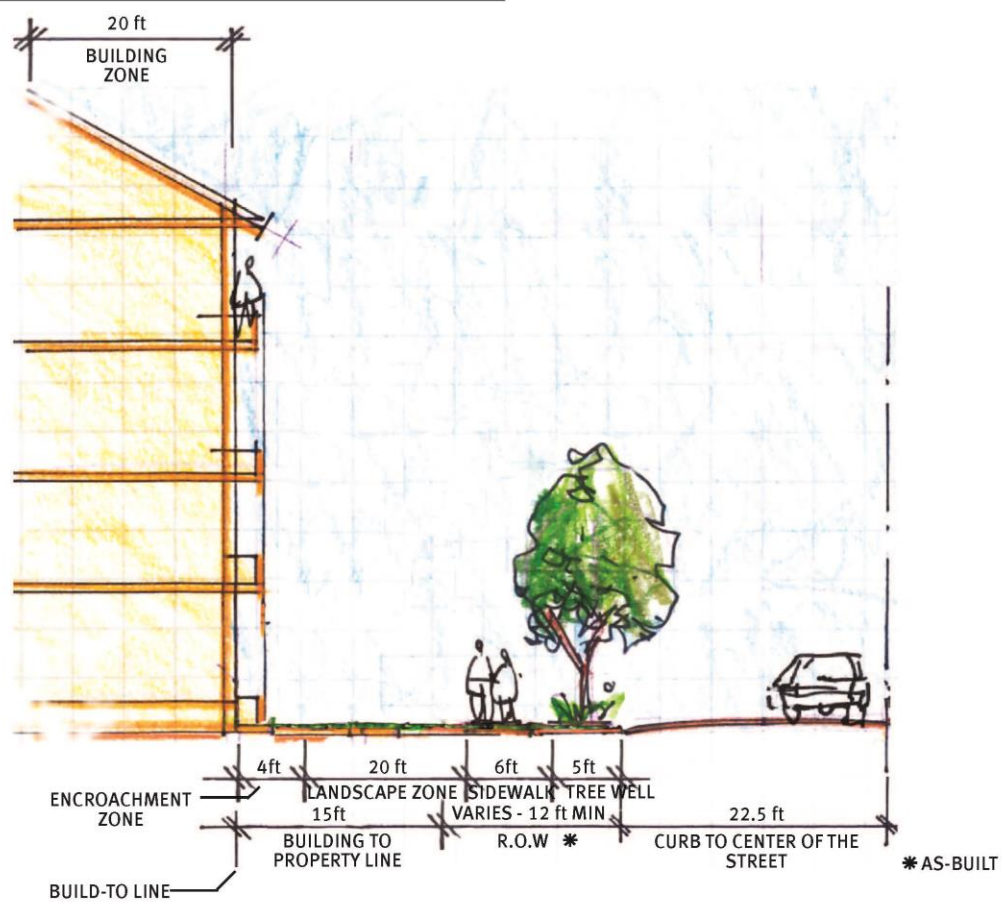 20 ft
BUILDING
ZONE
4ft
20 ft
6ft
5ft
ENCROACHMENT
ZONE
LANDSCAPE ZONE
SIDEWALK
TREE WELL
15ft
VARIES - 12 ft MIN
22.5 ft
BUILDING TO
PROPERTY LINE
R.O.W *
CURB TO CENTER OF THE
STREET
* AS-BUILT
BUILD-TO LINE